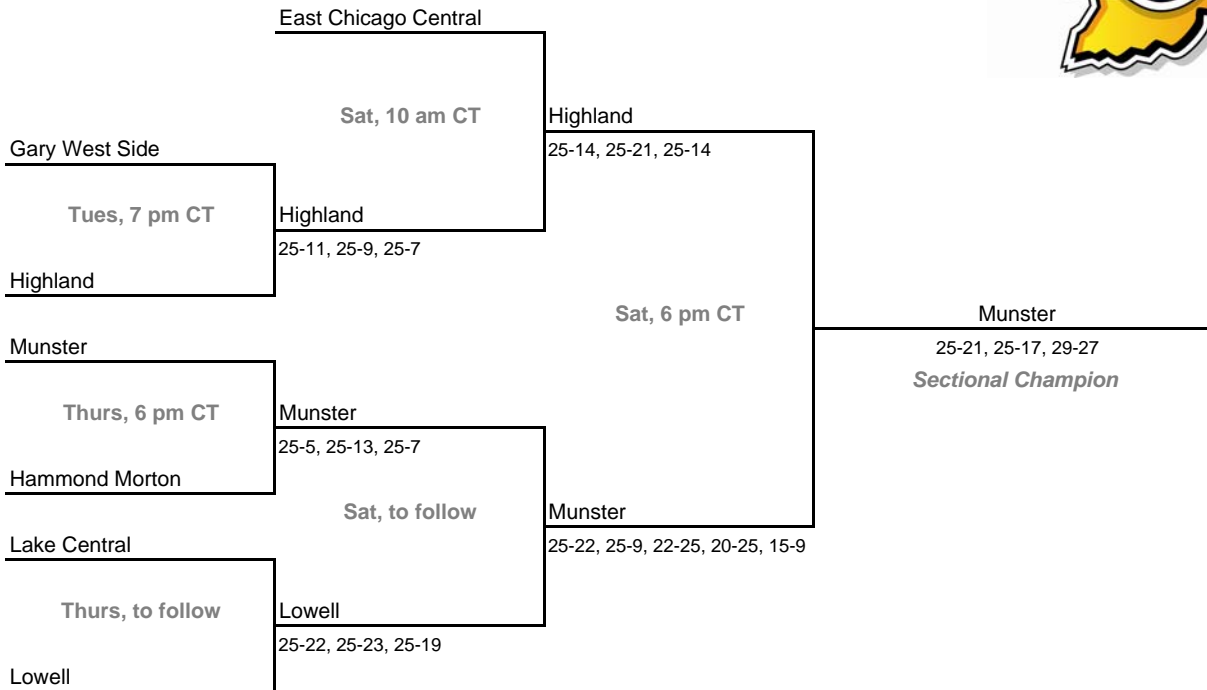 East Chicago Central
Sat, 10 am CT
Highland
Gary West Side
25-14, 25-21, 25-14
Tues, 7 pm CT
Highland
25-11, 25-9, 25-7
Highland
Sat, 6 pm CT
Munster
Munster
25-21, 25-17, 29-27
Sectional Champion
Thurs, 6 pm CT
Munster
25-5, 25-13, 25-7
Hammond Morton
Sat, to follow
Munster
Lake Central
25-22, 25-9, 22-25, 20-25, 15-9
Thurs, to follow
Lowell
25-22, 25-23, 25-19
Lowell